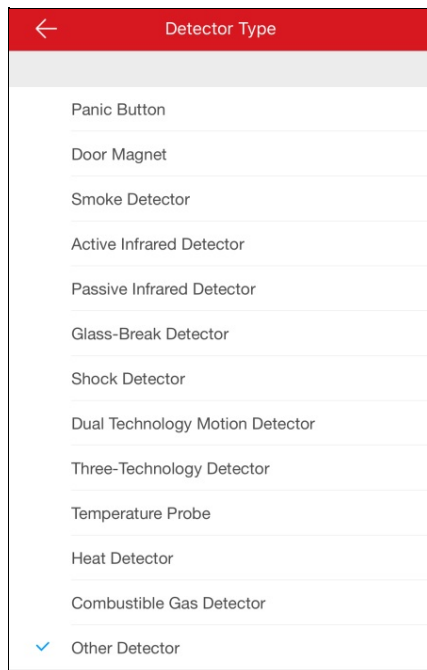 Detector Type
Panic Button
Door Magnet
Smoke Detector
Active Infrared Detector
Passive Infrared Detector
Glass-Break Detector
Shock Detector
Dual Technology Motion Detector
Three-Technology Detector
Temperature Probe
Heat Detector
Combustible Gas Detector
Other Detector